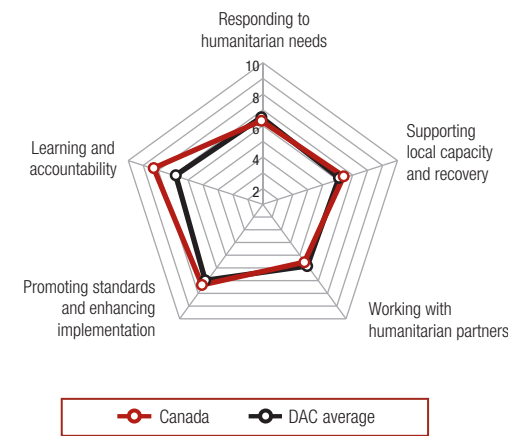 Responding to
humanitarian needs
10
8
6
4
2
Supporting
local capacity
and recovery
Learning and
accountability
Promoting standards
and enhancing
implementation
Working with
humanitarian partners
Canada
DAC average